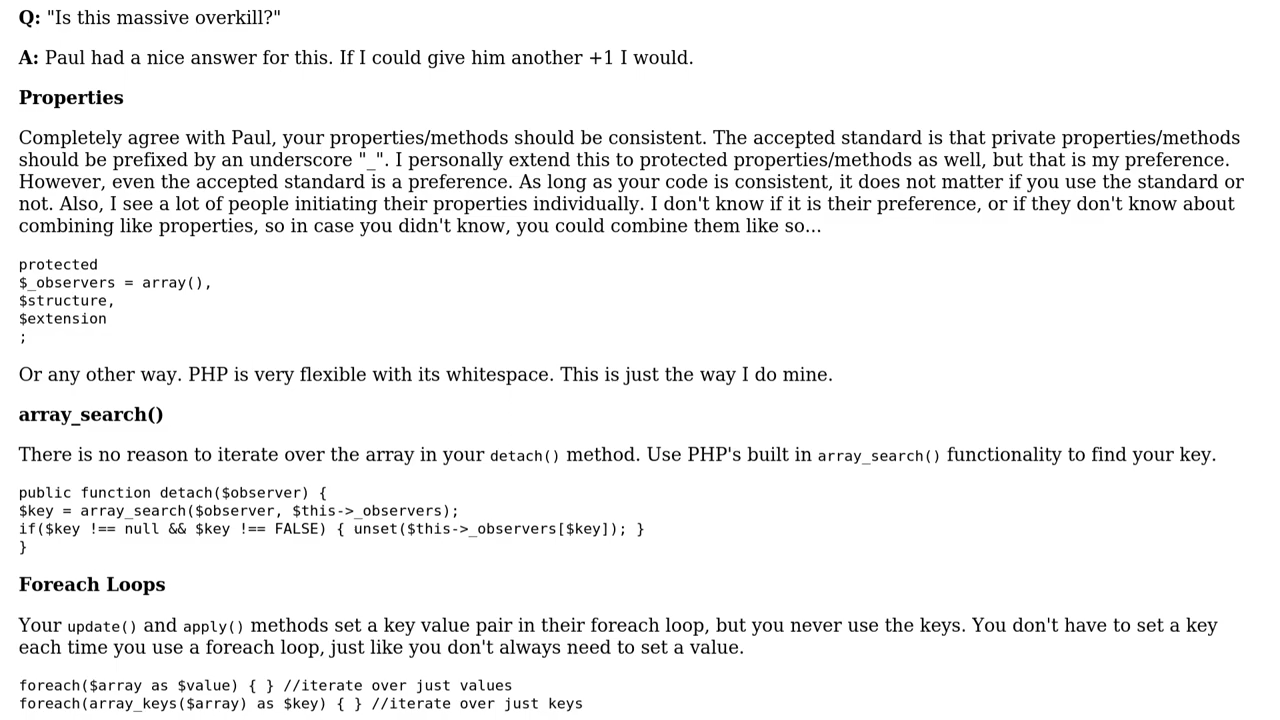 Q: "Is this massive overkill?"
A: Paul had a nice answer for this. If I could give him another +1 I would.
Properties
Completely agree with Paul, your properties/methods should be consistent. The accepted standard is that private properties/methods
should be prefixed by an underscore "_". I personally extend this to protected properties/methods as well, but that is my preference.
However, even the accepted standard is a preference. As long as your code is consistent, it does not matter if you use the standard or
not. Also, I see a lot of people initiating their properties individually. I don't know if it is their preference, or if they don't know about
combining like properties, so in case you didn't know, you could combine them like so...
protected
$_observers = array(),
$structure,
$extension
;
Or any other way. PHP is very flexible with its whitespace. This is just the way I do mine.
array_search()
There is no reason to iterate over the array in your detach() method. Use PHP's built in array_search() functionality to find your key.
public function detach($observer) {
$key = array_search($observer, $this->_observers);
if($key !== null && $key !== FALSE) { unset($this->_observers[$key]); }
}
Foreach Loops
Your update() and apply() methods set a key value pair in their foreach loop, but you never use the keys. You don't have to set a key
each time you use a foreach loop, just like you don't always need to set a value.
foreach($array as $value) { } //iterate over just values
foreach(array_keys($array) as $key) { } //iterate over just keys